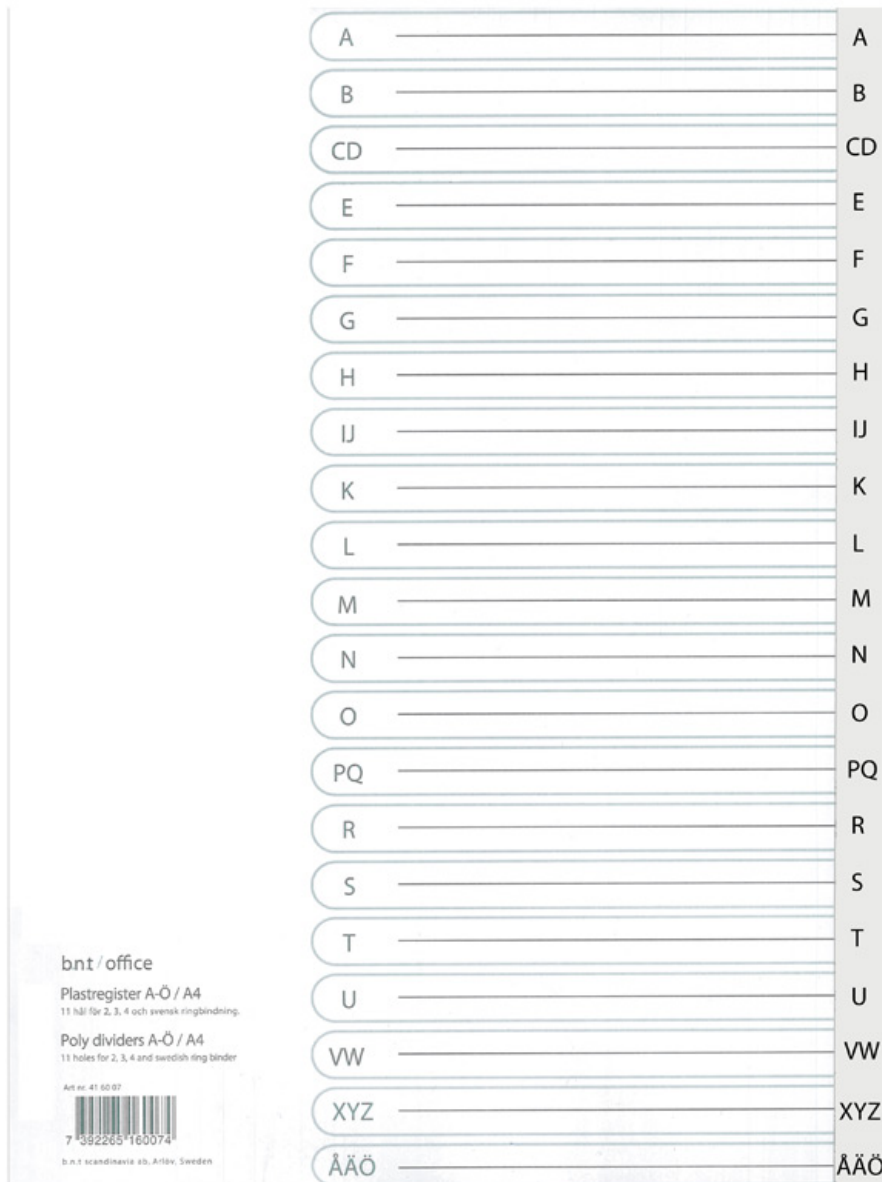 A A
B B
CD CD
E E
F F
G G
H H
IJ IJ
K K
L L
M M
N N
O O
PQ PQ
R R
S S
T T
U U
VW VW
XYZ XYZ
ÅÄÖ ÅÄÖ
b.n.t / office
Plastregister A-Ö / A4
11 hål för 2, 3, 4 och svensk ringbindning.
Poly dividers A-Ö / A4
11 holes for 2, 3, 4 and swedish ring binder
Art nr. 41 60 07
7 392265 160074
b.n.t scandinavia ab, Arlöv, Sweden